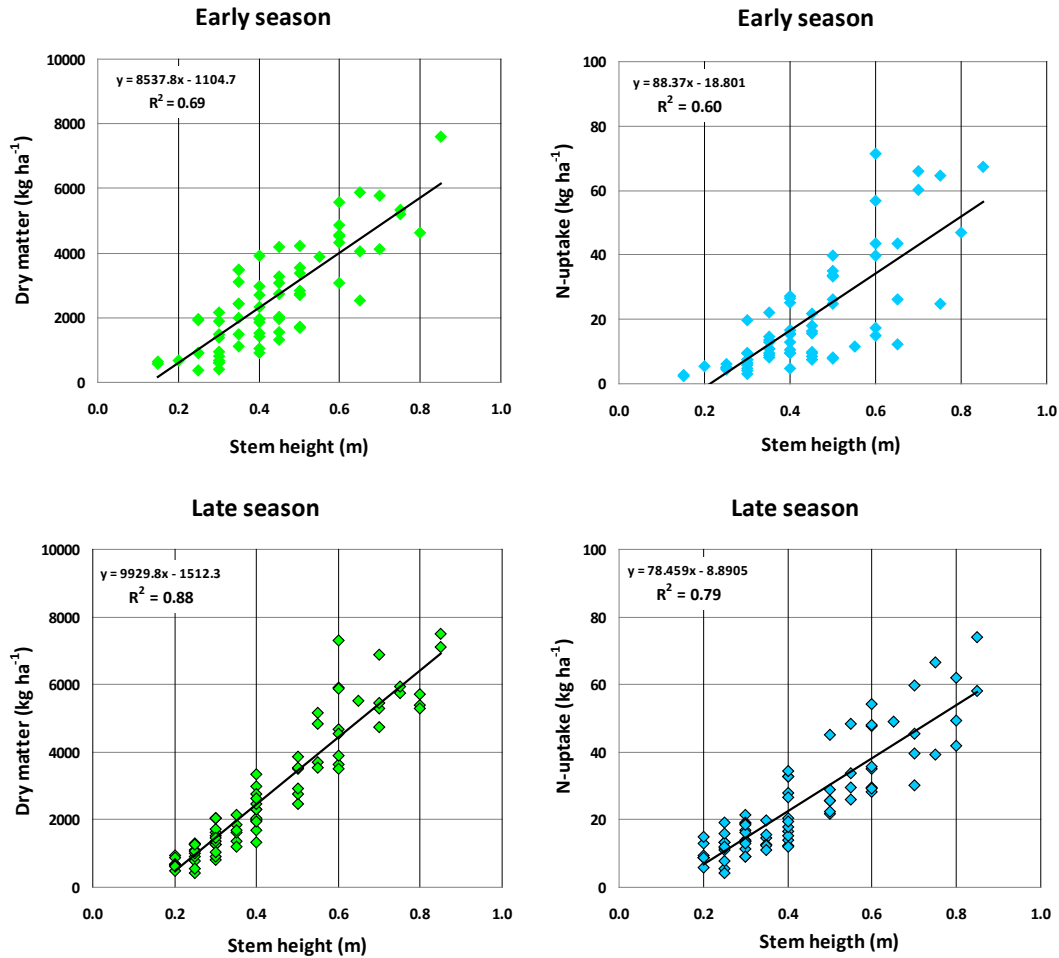 Early season
y = 8537.8x - 1104.7
R² = 0.69
Dry matter (kg ha⁻¹)
10000
8000
6000
4000
2000
0
0.0 0.2 0.4 0.6 0.8 1.0
Stem height (m)
Early season
y = 88.37x - 18.801
R² = 0.60
N-uptake (kg ha⁻¹)
100
80
60
40
20
0
0.0 0.2 0.4 0.6 0.8 1.0
Stem heigth (m)
Late season
y = 9929.8x - 1512.3
R² = 0.88
Dry matter (kg ha⁻¹)
10000
8000
6000
4000
2000
0
0.0 0.2 0.4 0.6 0.8 1.0
Stem height (m)
Late season
y = 78.459x - 8.8905
R² = 0.79
N-uptake (kg ha⁻¹)
100
80
60
40
20
0
0.0 0.2 0.4 0.6 0.8 1.0
Stem heigth (m)